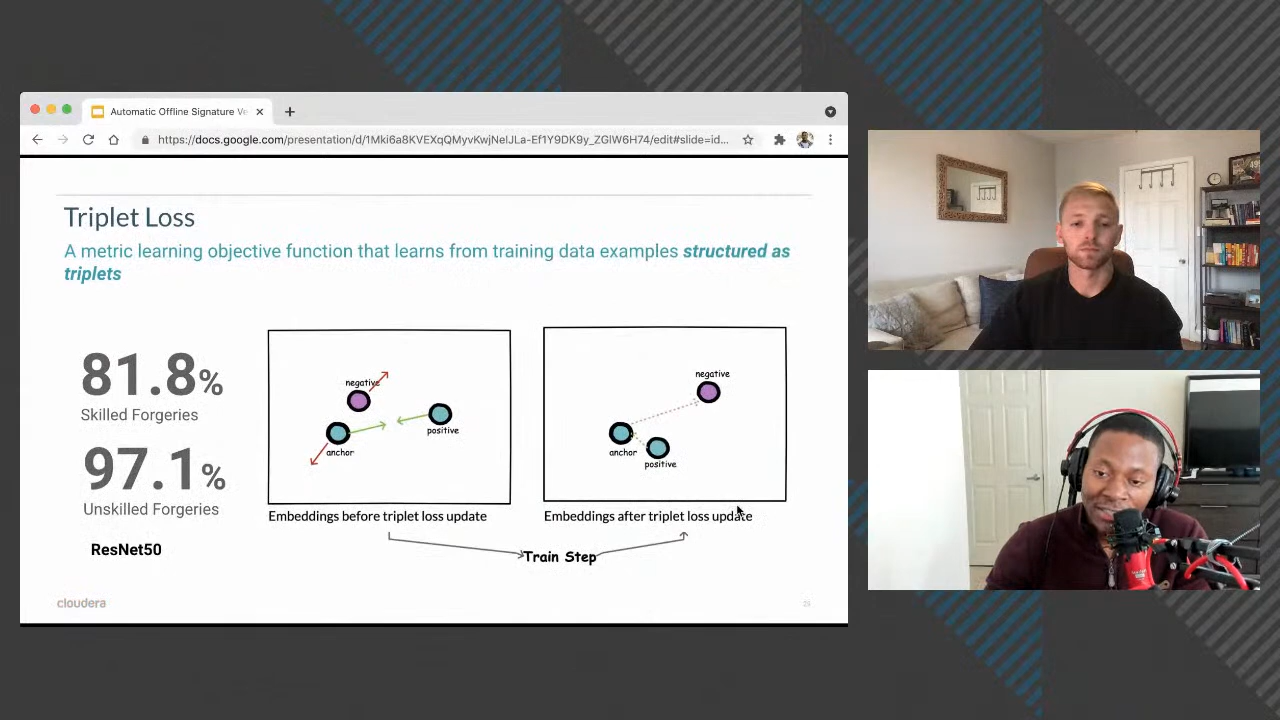 Automatic Offline Signature Ve
https://docs.google.com/presentation/d/1Mki6a8KVEXqQMyvKwjNelJLa-Ef1Y9DK9y_ZGlW6H74/edit#slide=id...
Triplet Loss
A metric learning objective function that learns from training data examples structured as
triplets
81.8%
Skilled Forgeries
97.1%
Unskilled Forgeries
ResNet50
negative
anchor
positive
Embeddings before triplet loss update
negative
anchor
positive
Embeddings after triplet loss update
Train Step
cloudera